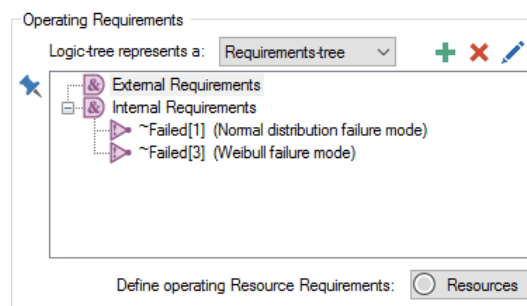 Operating Requirements
Logic-tree represents a: Requirements-tree
& External Requirements
& Internal Requirements
~Failed[1] (Normal distribution failure mode)
~Failed[3] (Weibull failure mode)
Define operating Resource Requirements: Resources